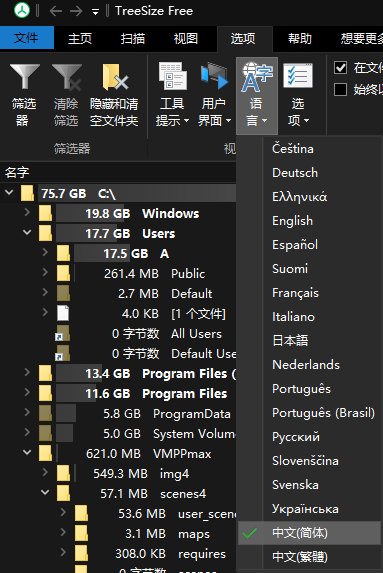 TreeSize Free
文件 主页 扫描 视图 选项 帮助 想要更多
筛选器
清除筛选
隐藏和清空文件夹
工具提示
用户界面
语言
选项
在文件
始终以
筛选器
名字
75.7 GB C:\
19.8 GB Windows
17.7 GB Users
17.5 GB A
261.4 MB Public
2.7 MB Default
4.0 KB [1 个文件]
0 字节数 All Users
0 字节数 Default Use
13.4 GB Program Files (
11.6 GB Program Files
5.8 GB ProgramData
5.0 GB System Volume
621.0 MB VMPPmax
549.3 MB img4
57.1 MB scenes4
53.6 MB user_scene
3.1 MB maps
308.0 KB requires
Čeština
Deutsch
Ελληνικά
English
Español
Suomi
Français
Italiano
日本語
Nederlands
Português
Português (Brasil)
Русский
Slovenščina
Svenska
Українська
中文(简体)
中文(繁體)